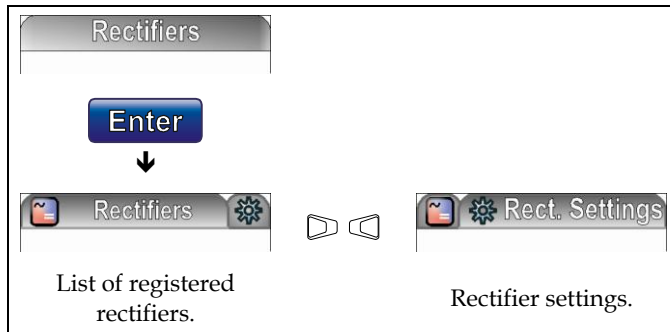 Rectifiers
Enter
Rectifiers
Rect. Settings
List of registered
rectifiers.
Rectifier settings.